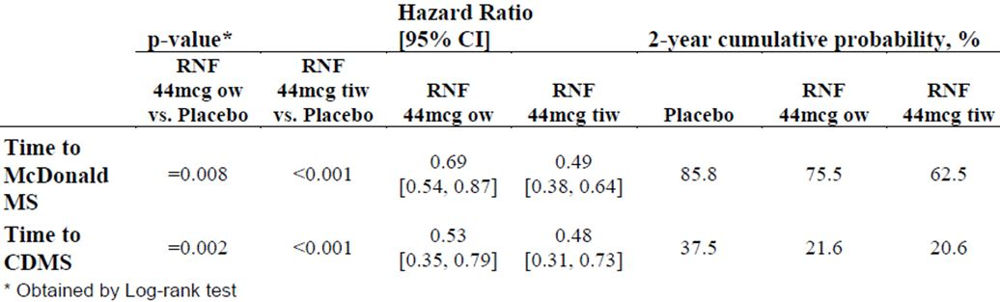 Hazard Ratio
p-value* [95% CI] 2-year cumulative probability, %
RNF RNF
44mcg ow 44mcg tiw RNF RNF RNF RNF
vs. Placebo vs. Placebo 44mcg ow 44mcg tiw Placebo 44mcg ow 44mcg tiw
Time to
McDonald
MS
=0.008 <0.001 0.69 0.49 85.8 75.5 62.5
[0.54, 0.87] [0.38, 0.64]
Time to
CDMS
=0.002 <0.001 0.53 0.48 37.5 21.6 20.6
[0.35, 0.79] [0.31, 0.73]
* Obtained by Log-rank test